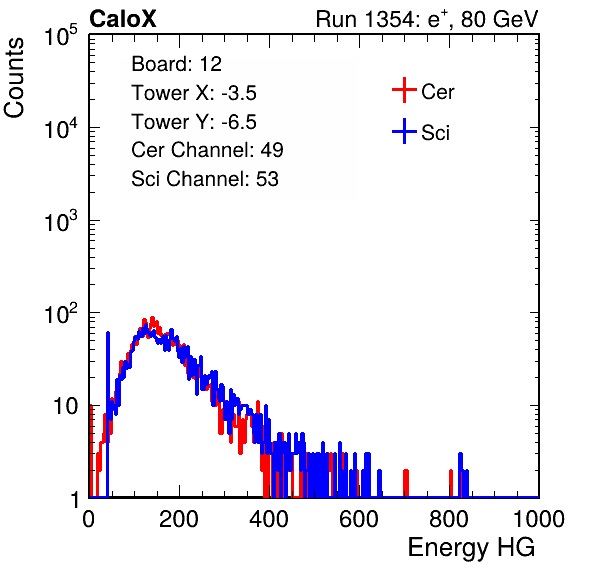 CaloX Run 1354: e⁺, 80 GeV
Counts
Board: 12
Tower X: -3.5
Tower Y: -6.5
Cer Channel: 49
Sci Channel: 53
Cer
Sci
10⁵
10⁴
10³
10²
10
1
0 200 400 600 800 1000
Energy HG